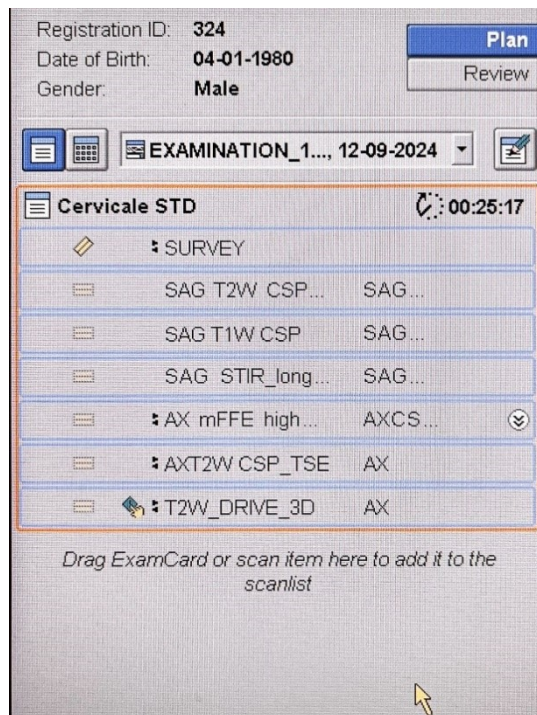 Registration ID: 324
Plan
Date of Birth: 04-01-1980
Review
Gender: Male
EXAMINATION_1..., 12-09-2024
Cervicale STD 00:25:17
SURVEY
SAG T2W CSP... SAG...
SAG T1W CSP SAG...
SAG STIR_long... SAG...
AX mFFE high... AXCS...
AXT2W CSP_TSE AX
T2W_DRIVE_3D AX
Drag ExamCard or scan item here to add it to the
scanlist